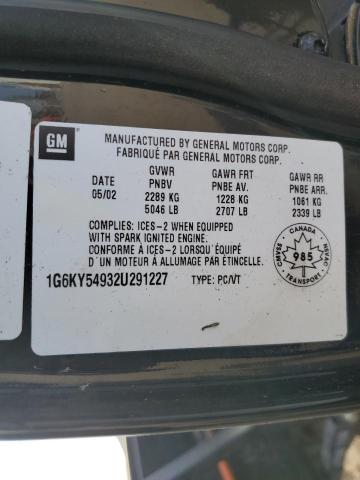 GM
MANUFACTURED BY GENERAL MOTORS CORP.
FABRIQUÉ PAR GENERAL MOTORS CORP.
GVWR GAWR FRT GAWR RR
DATE PNBV PNBE AV. PNBE ARR.
05/02 2289 KG 1228 KG 1061 KG
5046 LB 2707 LB 2339 LB
COMPLIES: ICES-2 WHEN EQUIPPED
WITH SPARK IGNITED ENGINE.
CONFORME À ICES-2 LORSQU'ÉQUIPÉ
D'UN MOTEUR À ALLUMAGE PAR ÉTINCELLE.
1G6KY54932U291227 TYPE: PC/VT
CANADA
CMVSS
985
NVAC
TRANSPORT